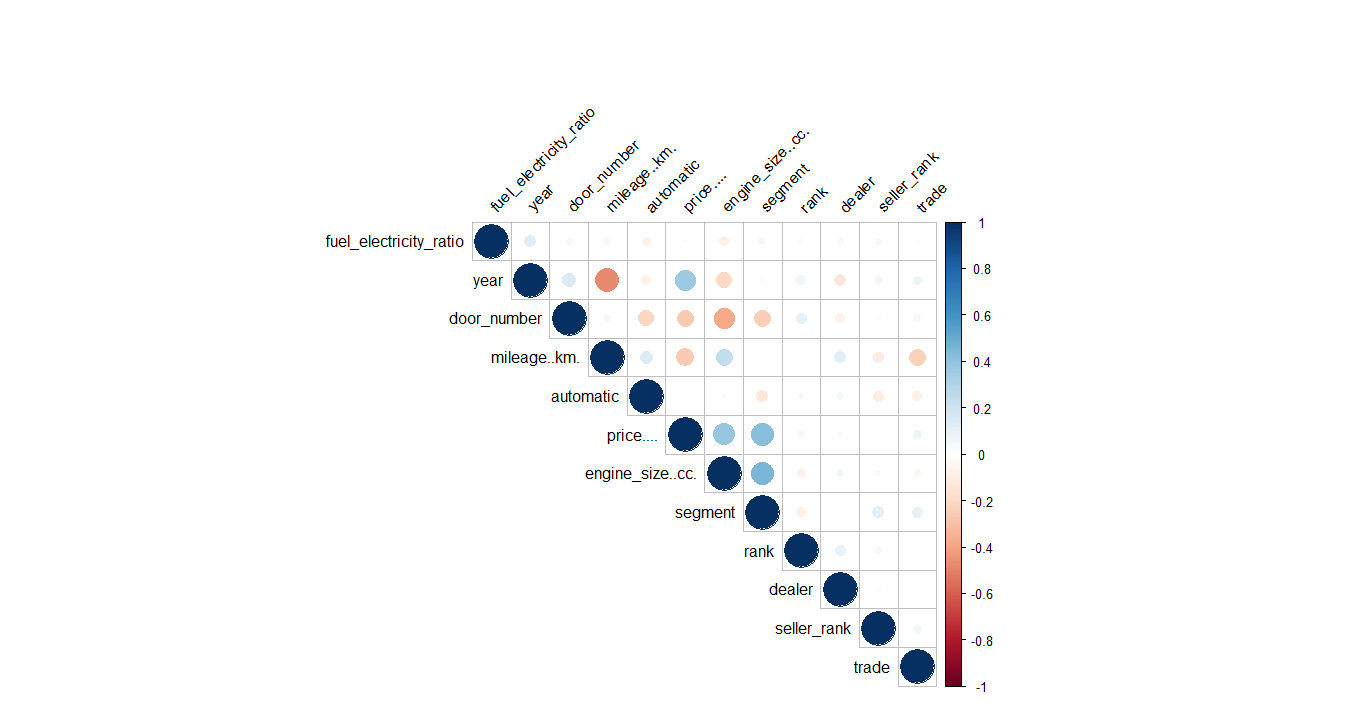 fuel_electricity_ratio
year
door_number
mileage..km.
automatic
price....
engine_size..cc.
segment
rank
dealer
seller_rank
trade
fuel_electricity_ratio
year
door_number
mileage..km.
automatic
price....
engine_size..cc.
segment
rank
dealer
seller_rank
trade
1
0.8
0.6
0.4
0.2
0
-0.2
-0.4
-0.6
-0.8
-1